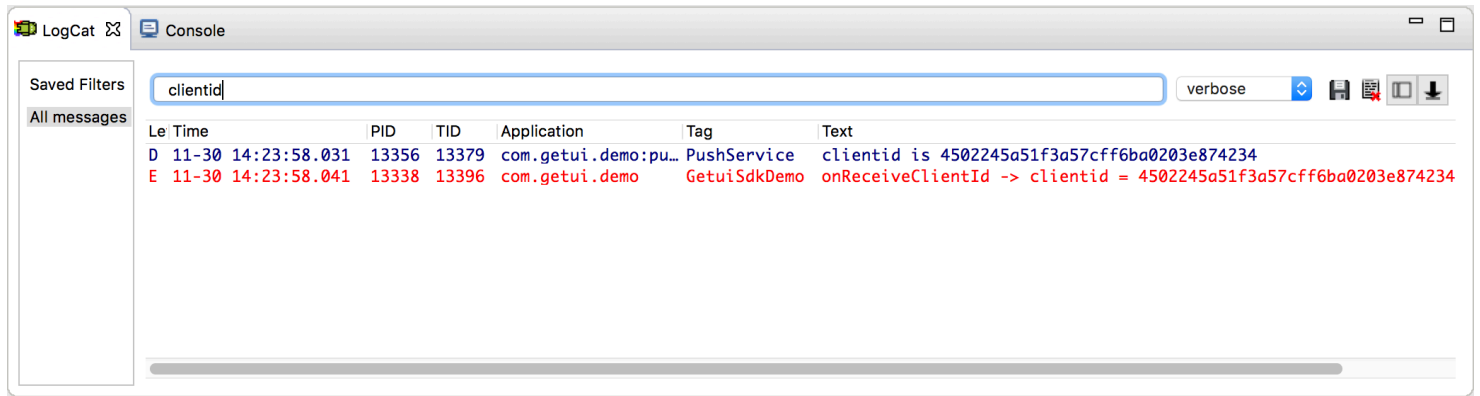 LogCat Console
Saved Filters
All messages
clientid
verbose
Le Time PID TID Application Tag Text
D 11-30 14:23:58.031 13356 13379 com.getui.demo:pu… PushService clientid is 4502245a51f3a57cff6ba0203e874234
E 11-30 14:23:58.041 13338 13396 com.getui.demo GetuiSdkDemo onReceiveClientId -> clientid = 4502245a51f3a57cff6ba0203e874234